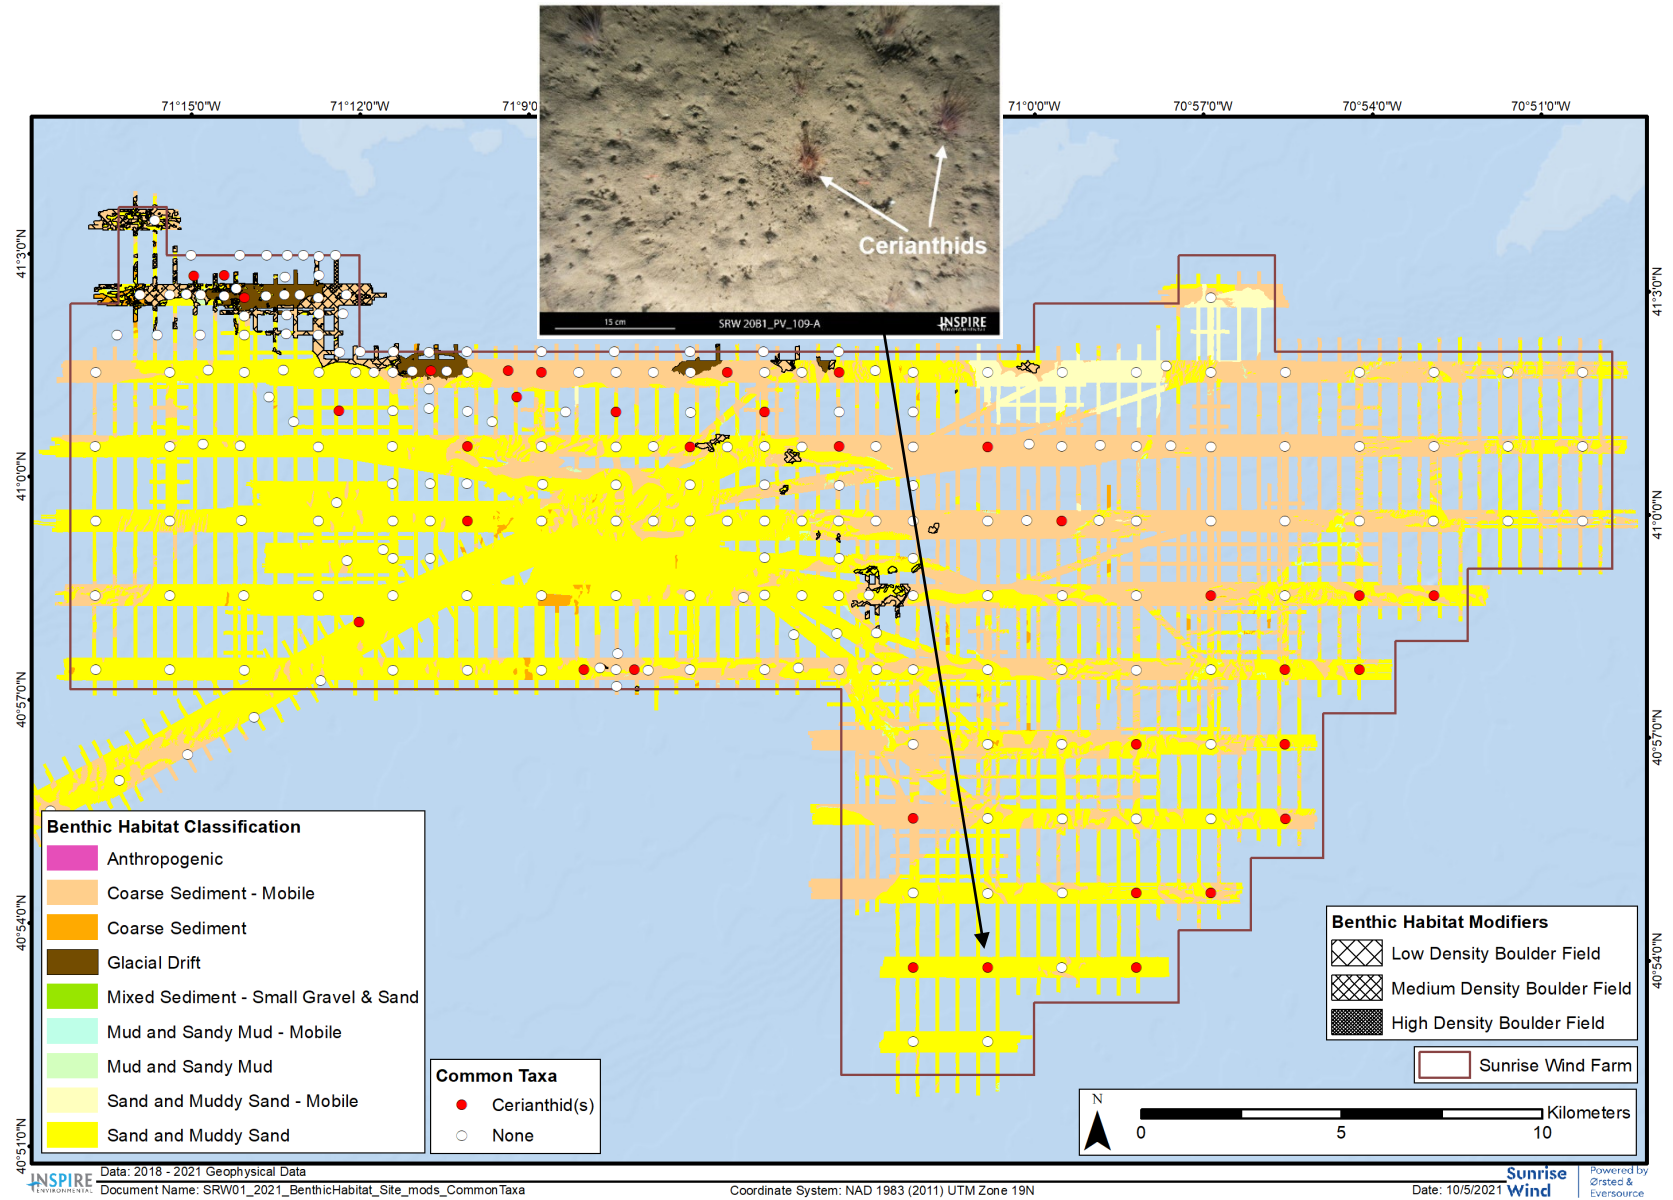 71°15'0"W
71°12'0"W
71°9'0
71°0'0"W
70°57'0"W
70°54'0"W
70°51'0"W
Cerianthids
15 cm
SRW 20B1_PV_109-A
INSPIRE
ENVIRONMENTAL
41°3'0"N
41°0'0"N
40°57'0"N
40°54'0"N
40°51'0"N
41°3'0"N
41°0'0"N
40°57'0"N
40°54'0"N
Benthic Habitat Classification
Anthropogenic
Coarse Sediment - Mobile
Coarse Sediment
Glacial Drift
Mixed Sediment - Small Gravel & Sand
Mud and Sandy Mud - Mobile
Mud and Sandy Mud
Sand and Muddy Sand - Mobile
Sand and Muddy Sand
Common Taxa
Cerianthid(s)
None
Benthic Habitat Modifiers
Low Density Boulder Field
Medium Density Boulder Field
High Density Boulder Field
Sunrise Wind Farm
N
Kilometers
0 5 10
INSPIRE
ENVIRONMENTAL
Data: 2018 - 2021 Geophysical Data
Document Name: SRW01_2021_BenthicHabitat_Site_mods_CommonTaxa
Coordinate System: NAD 1983 (2011) UTM Zone 19N
Date: 10/5/2021
Sunrise
Wind
Powered by
Ørsted &
Eversource